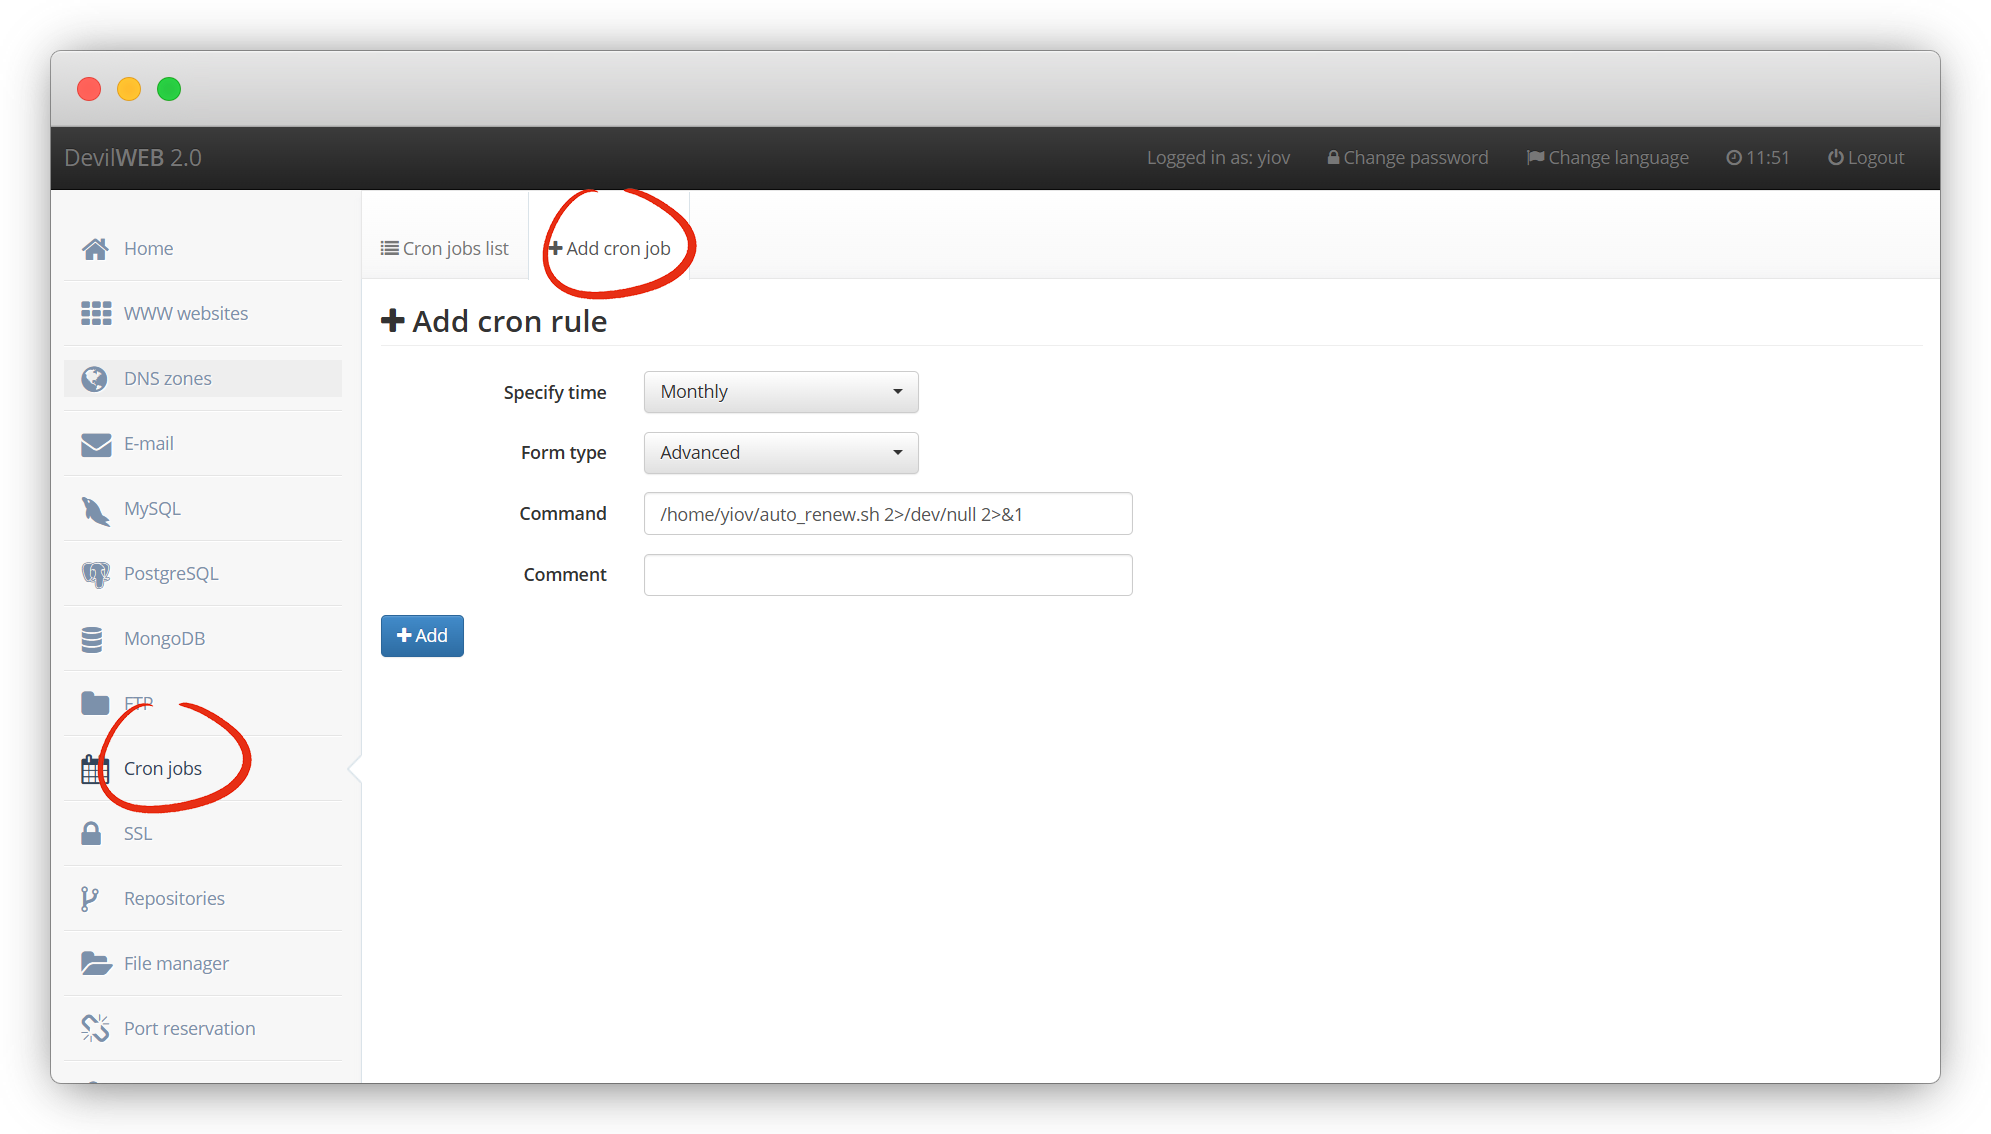 DevilWEB 2.0
Logged in as: yiov
Change password
Change language
11:51
Logout
Home
WWW websites
DNS zones
E-mail
MySQL
PostgreSQL
MongoDB
FTP
Cron jobs
SSL
Repositories
File manager
Port reservation
Cron jobs list
Add cron job
Add cron rule
Specify time
Monthly
Form type
Advanced
Command
/home/yiov/auto_renew.sh 2>/dev/null 2>&1
Comment
Add